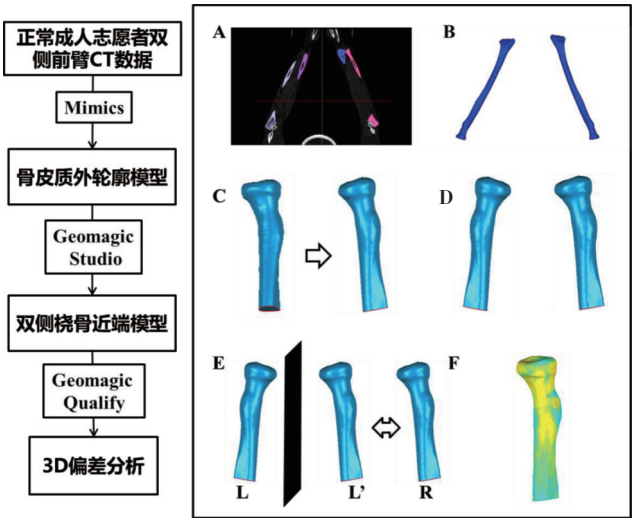 正常成人志愿者双
侧前臂CT数据
Mimics
骨皮质外轮廓模型
Geomagic
Studio
双侧桡骨近端模型
Geomagic
Qualify
3D偏差分析
A
B
C
D
E
F
L
L’
R